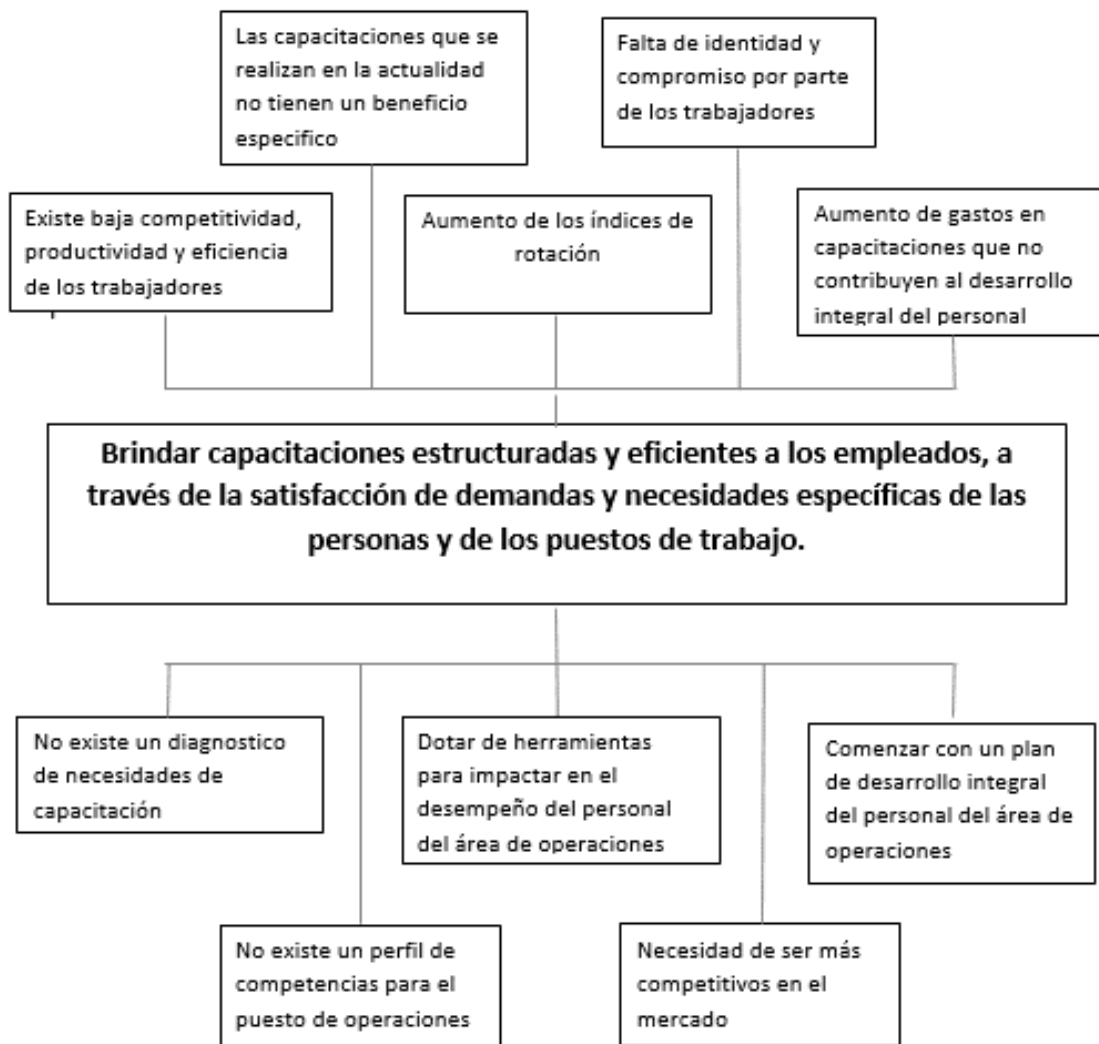 Las capacitaciones que se
realizan en la actualidad
no tienen un beneficio
especifico
Falta de identidad y
compromiso por parte
de los trabajadores
Existe baja competitividad,
productividad y eficiencia
de los trabajadores
Aumento de los índices de
rotación
Aumento de gastos en
capacitaciones que no
contribuyen al desarrollo
integral del personal
Brindar capacitaciones estructuradas y eficientes a los empleados, a
través de la satisfacción de demandas y necesidades específicas de las
personas y de los puestos de trabajo.
No existe un diagnostico
de necesidades de
capacitación
Dotar de herramientas
para impactar en el
desempeño del personal
del área de operaciones
Comenzar con un plan
de desarrollo integral
del personal del área de
operaciones
No existe un perfil de
competencias para el
puesto de operaciones
Necesidad de ser más
competitivos en el
mercado